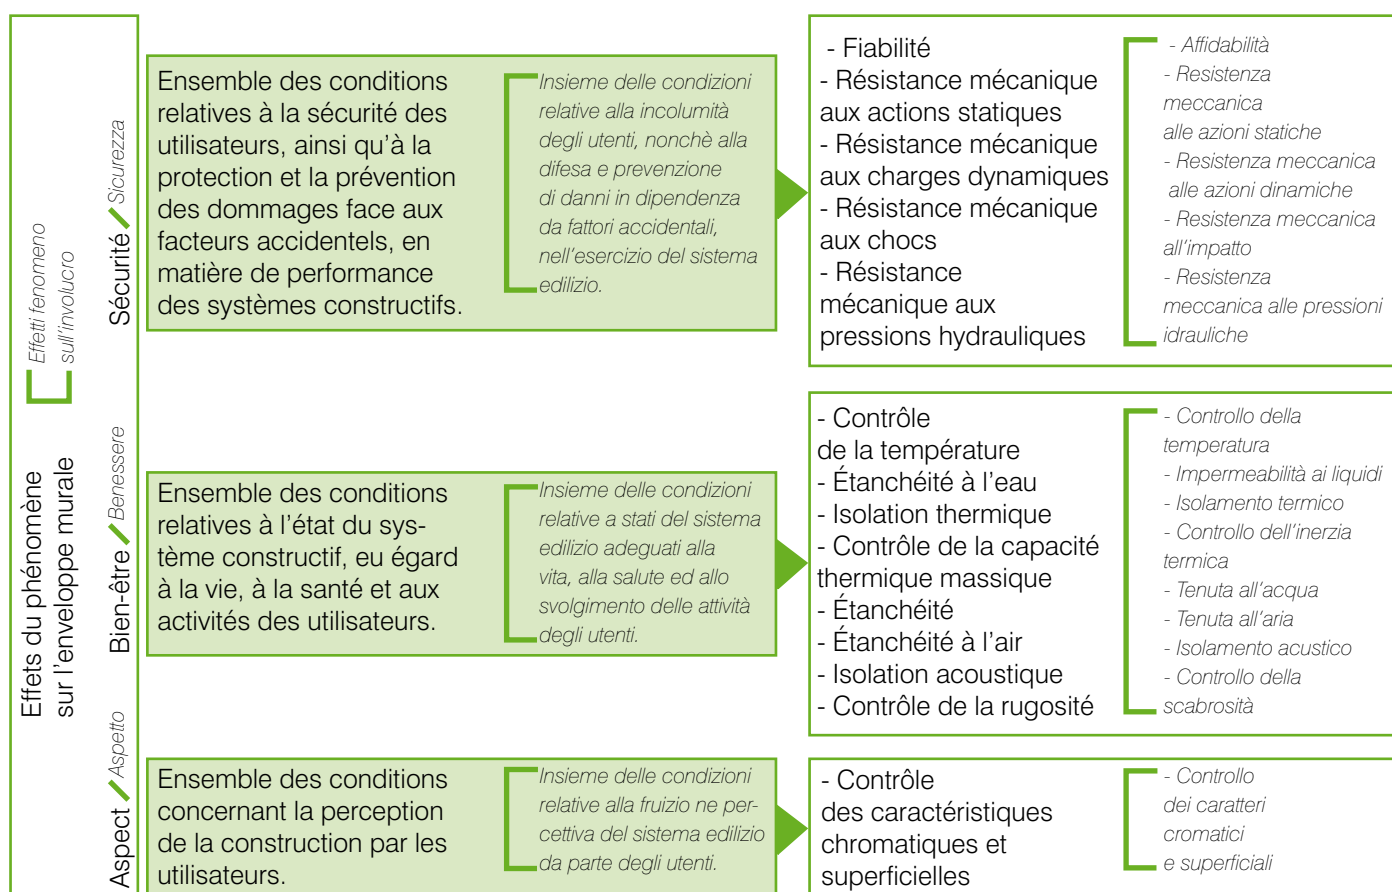 Effets du phénomène
sur l'enveloppe murale
Effetti fenomeno
sull'involucro
Sécurité
Sicurezza
Ensemble des conditions
relatives à la sécurité des
utilisateurs, ainsi qu'à la
protection et la prévention
des dommages face aux
facteurs accidentels, en
matière de performance
des systèmes constructifs.
Insieme delle condizioni
relative alla incolumità
degli utenti, nonchè alla
difesa e prevenzione
di danni in dipendenza
da fattori accidentali,
nell'esercizio del sistema
edilizio.
- Fiabilité
- Résistance mécanique
aux actions statiques
- Résistance mécanique
aux charges dynamiques
- Résistance mécanique
aux chocs
- Résistance
mécanique aux
pressions hydrauliques
- Affidabilità
- Resistenza
meccanica
alle azioni statiche
- Resistenza meccanica
alle azioni dinamiche
- Resistenza meccanica
all'impatto
- Resistenza
meccanica alle pressioni
idrauliche
Bien-être
Benessere
Ensemble des conditions
relatives à l'état du sys-
tème constructif, eu égard
à la vie, à la santé et aux
activités des utilisateurs.
Insieme delle condizioni
relative a stati del sistema
edilizio adeguati alla
vita, alla salute ed allo
svolgimento delle attività
degli utenti.
- Contrôle
de la température
- Étanchéité à l'eau
- Isolation thermique
- Contrôle de la capacité
thermique massique
- Étanchéité
- Étanchéité à l'air
- Isolation acoustique
- Contrôle de la rugosité
- Controllo della
temperatura
- Impermeabilità ai liquidi
- Isolamento termico
- Controllo dell'inerzia
termica
- Tenuta all'acqua
- Tenuta all'aria
- Isolamento acustico
- Controllo della
scabrosità
Aspect
Aspetto
Ensemble des conditions
concernant la perception
de la construction par les
utilisateurs.
Insieme delle condizioni
relative alla fruizio ne per-
cettiva del sistema edilizio
da parte degli utenti.
- Contrôle
des caractéristiques
chromatiques et
superficielles
- Controllo
dei caratteri
cromatici
e superficiali